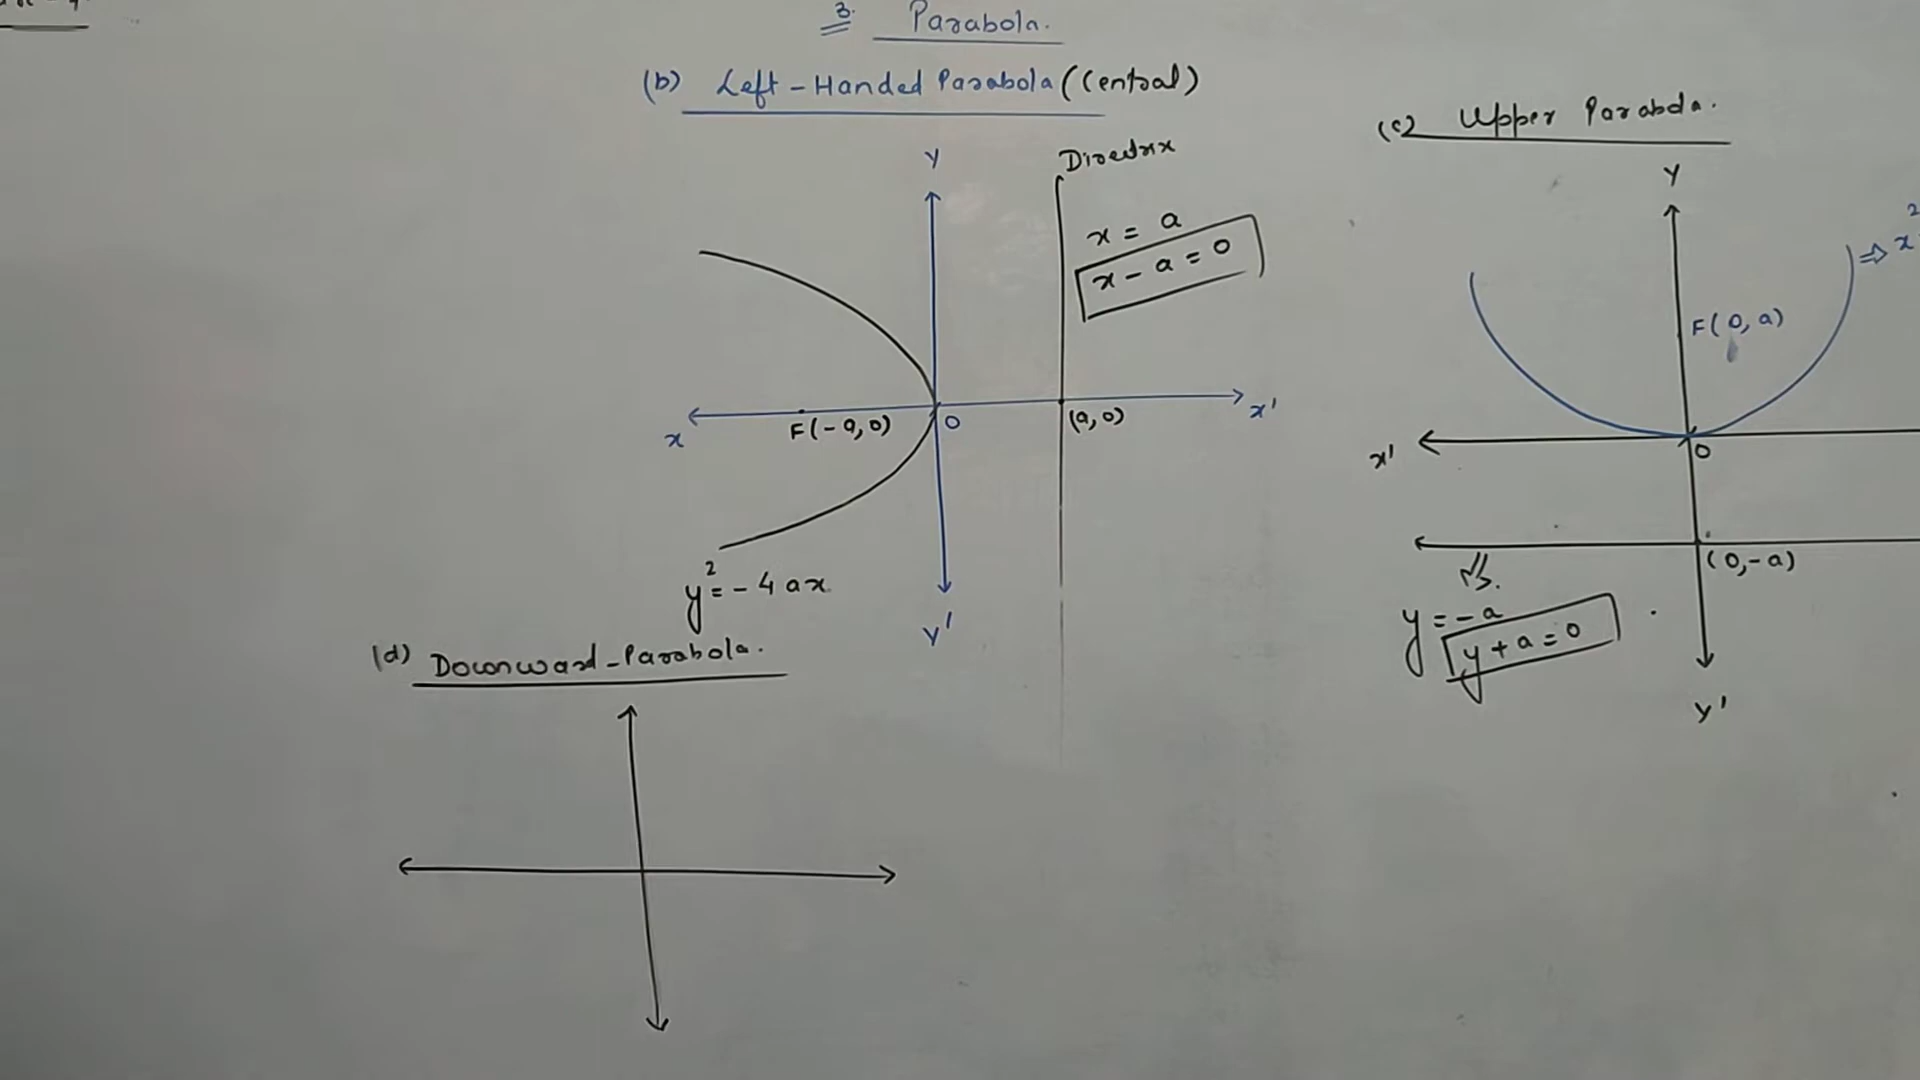 3. Parabola.
(b) Left-Handed Parabola (Central)
Y
Directrix
x = a
x - a = 0
x
F(-a,0)
O
(a,0)
x'
y² = -4ax
Y'
(c) Upper Parabola.
Y
⇒ x²
F(0, a)
x'
O
(0,-a)
y = -a
y + a = 0
Y'
(d) Downward-Parabola.